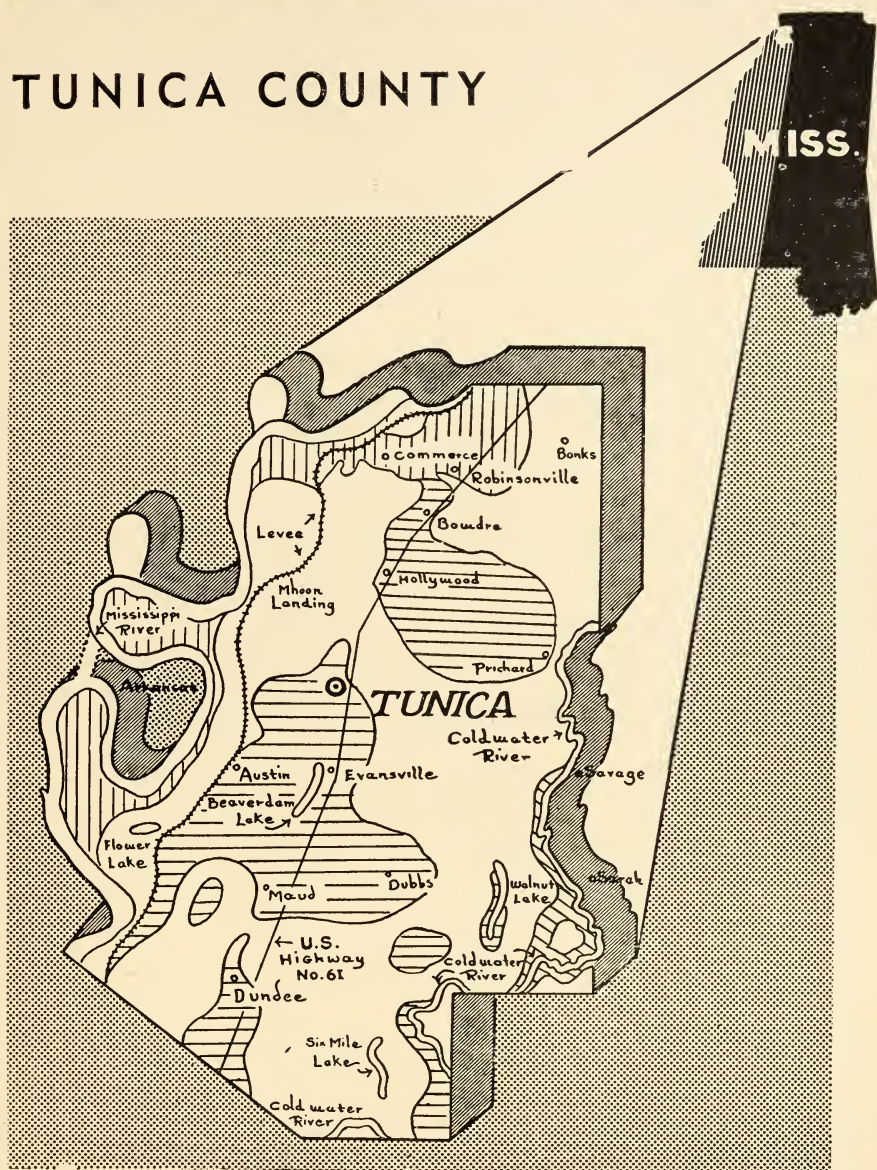 TUNICA COUNTY
MISS.
Commerce
Banks
Robinsonville
Levee
Bowdre
Hollywood
Mhoon
Landing
Mississippi
River
Prichard
Arkansas
TUNICA
Coldwater
River
Savage
Austin
Evansville
Beaverdam
Lake
Flower
Lake
Maud
Dubbs
Walnut
Lake
Sarah
U.S.
Highway
No. 61
Coldwater
River
Dundee
Six Mile
Lake
Coldwater
River